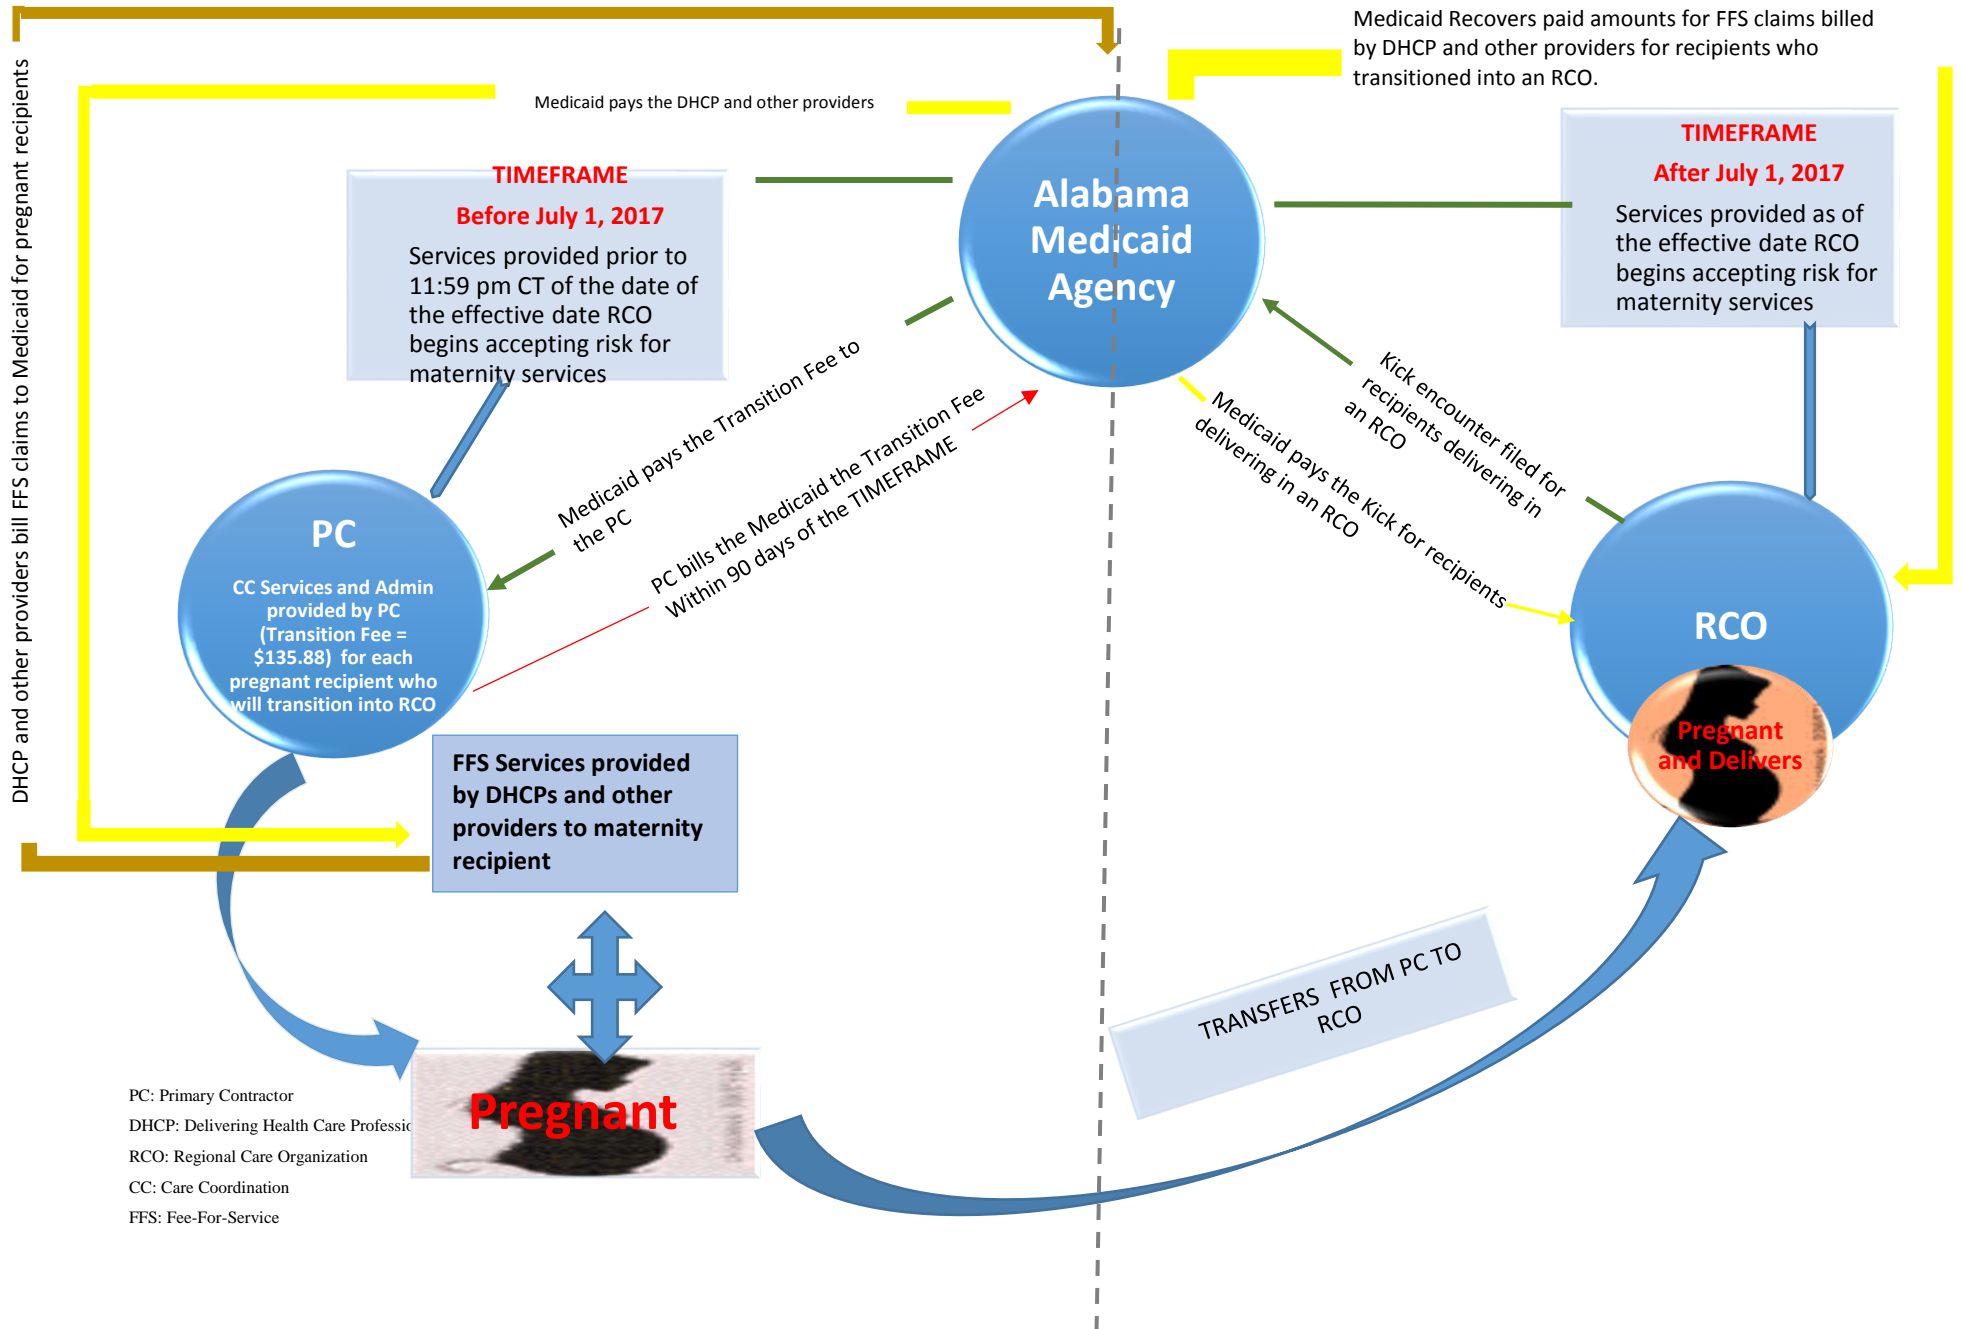 DHCP and other providers bill FFS claims to Medicaid for pregnant recipients
Medicaid pays the DHCP and other providers
Medicaid Recovers paid amounts for FFS claims billed
by DHCP and other providers for recipients who
transitioned into an RCO.
TIMEFRAME
Before July 1, 2017
Services provided prior to
11:59 pm CT of the date of
the effective date RCO
begins accepting risk for
maternity services
Alabama
Medicaid
Agency
TIMEFRAME
After July 1, 2017
Services provided as of
the effective date RCO
begins accepting risk for
maternity services
Medicaid pays the Transition Fee to
the PC
PC bills the Medicaid the Transition Fee
Within 90 days of the TIMEFRAME
Kick encounter filed for
recipients delivering in
an RCO
Medicaid pays the Kick for recipients
delivering in an RCO
PC
CC Services and Admin
provided by PC
(Transition Fee =
$135.88) for each
pregnant recipient who
will transition into RCO
RCO
Pregnant
and Delivers
FFS Services provided
by DHCPs and other
providers to maternity
recipient
TRANSFERS FROM PC TO
RCO
Pregnant
PC: Primary Contractor
DHCP: Delivering Health Care Professio
RCO: Regional Care Organization
CC: Care Coordination
FFS: Fee-For-Service